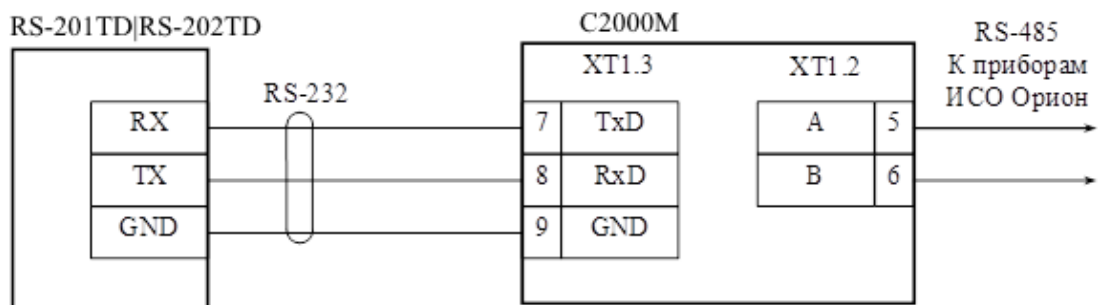 RS-201TD|RS-202TD
RS-232
RX
TX
GND
C2000M
XT1.3
XT1.2
7 TxD
8 RxD
9 GND
A 5
B 6
RS-485
К приборам
ИСО Орион